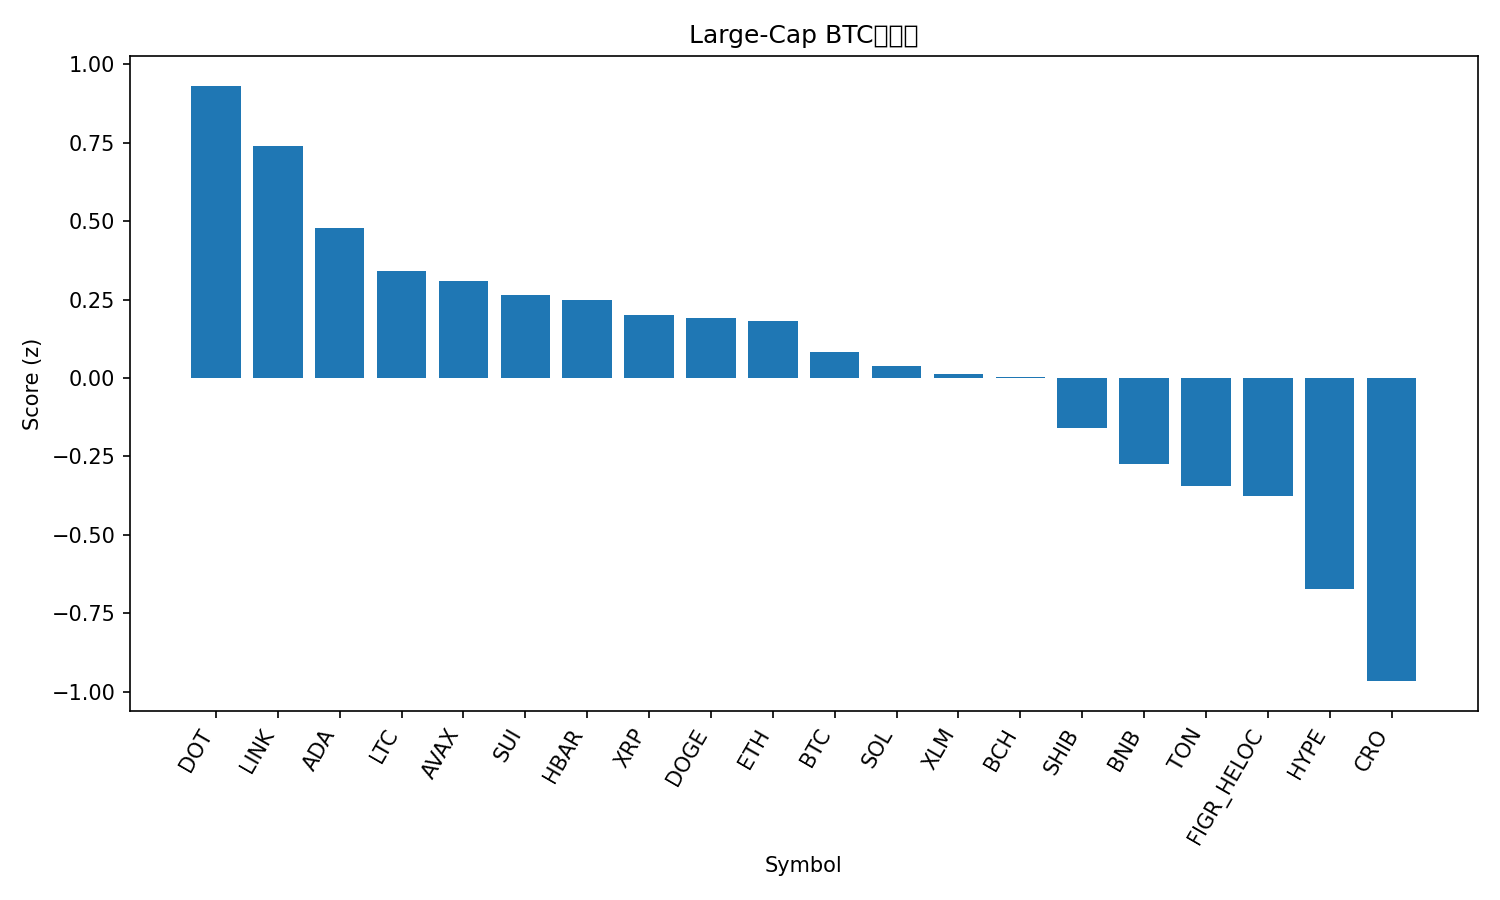 Large-Cap BTC
1.00
0.75
0.50
0.25
0.00
−0.25
−0.50
−0.75
−1.00
Score (z)
DOT
LINK
ADA
LTC
AVAX
SUI
HBAR
XRP
DOGE
ETH
BTC
SOL
XLM
BCH
SHIB
BNB
TON
FIGR_HELOC
HYPE
CRO
Symbol